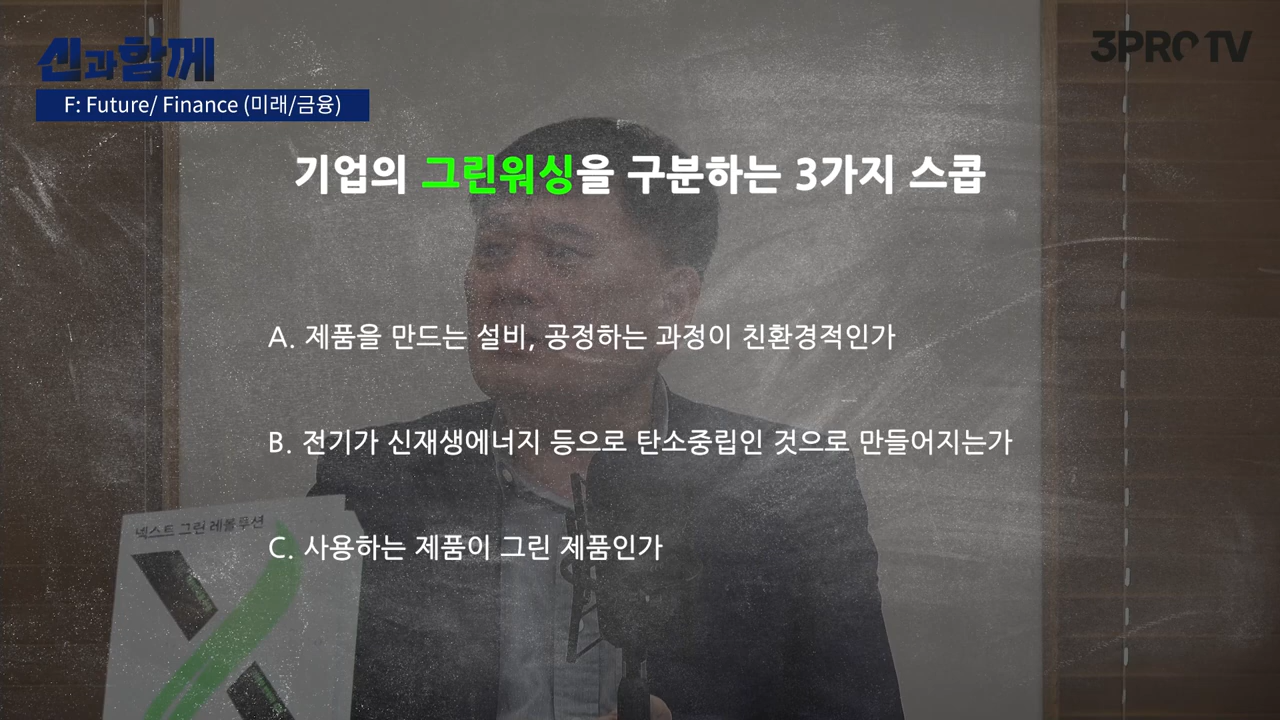 신과함께
3PRO TV
F: Future/ Finance (미래/금융)
기업의 그린워싱을 구분하는 3가지 스콥
A. 제품을 만드는 설비, 공정하는 과정이 친환경적인가
B. 전기가 신재생에너지 등으로 탄소중립인 것으로 만들어지는가
C. 사용하는 제품이 그린 제품인가
넥스트 그린 레볼루션